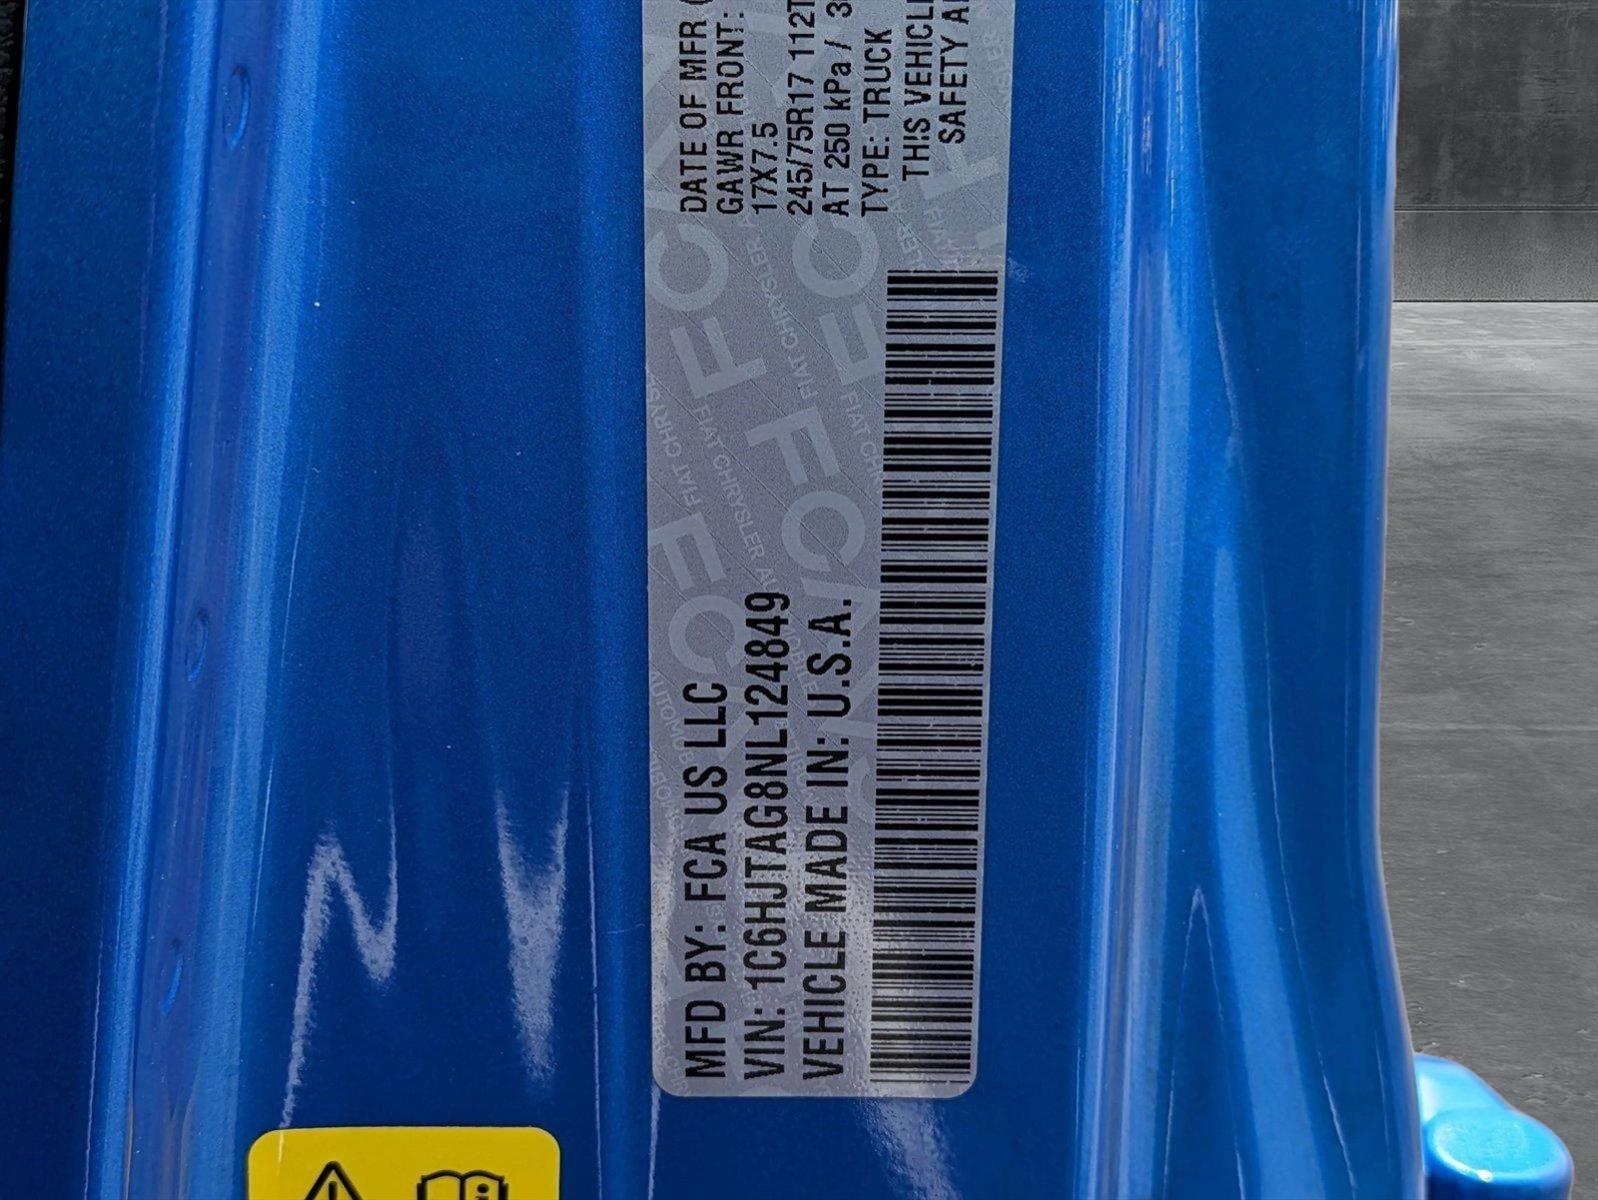 MFD BY: FCA US LLC
VIN: 1C6HJTAG8NL124849
VEHICLE MADE IN: U.S.A.
DATE OF MFR
GAWR FRONT:
17X7.5
245/75R17 112T
AT 250 kPa /
TYPE: TRUCK
THIS VEHICLE
SAFETY